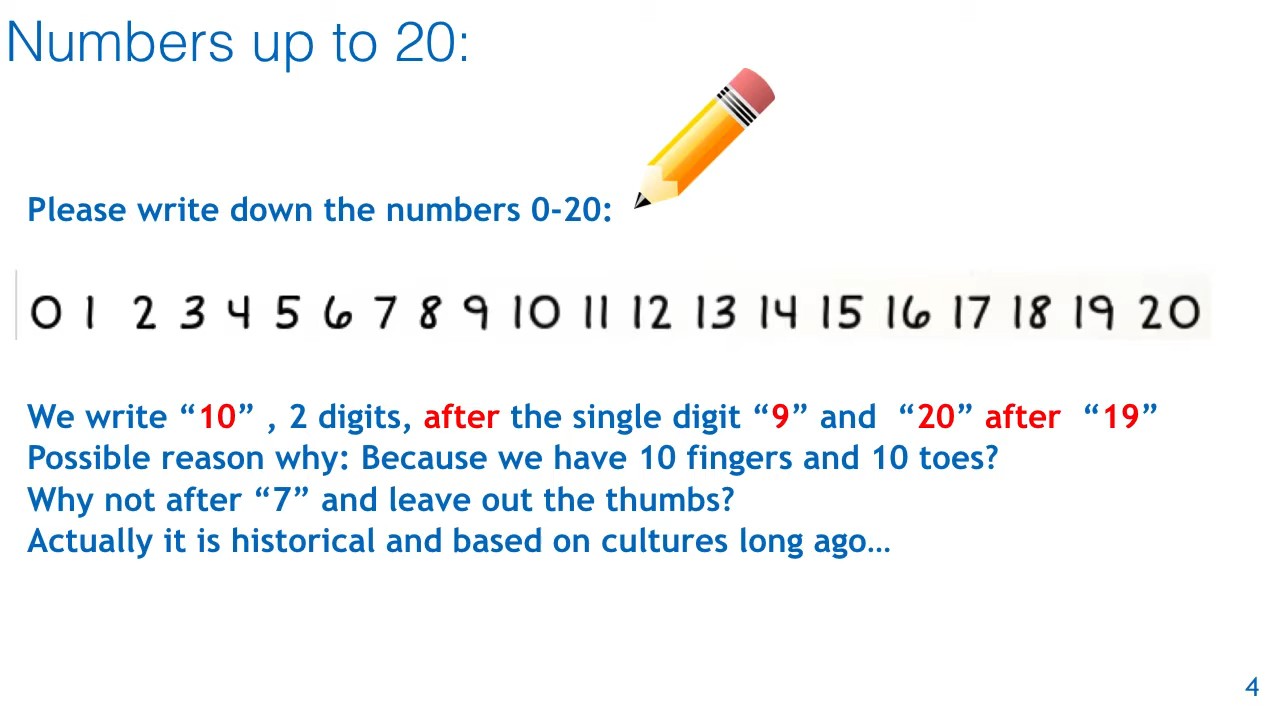 Numbers up to 20:
Please write down the numbers 0-20:
0 1 2 3 4 5 6 7 8 9 10 11 12 13 14 15 16 17 18 19 20
We write “10” , 2 digits, after the single digit “9” and “20” after “19”
Possible reason why: Because we have 10 fingers and 10 toes?
Why not after “7” and leave out the thumbs?
Actually it is historical and based on cultures long ago…
4